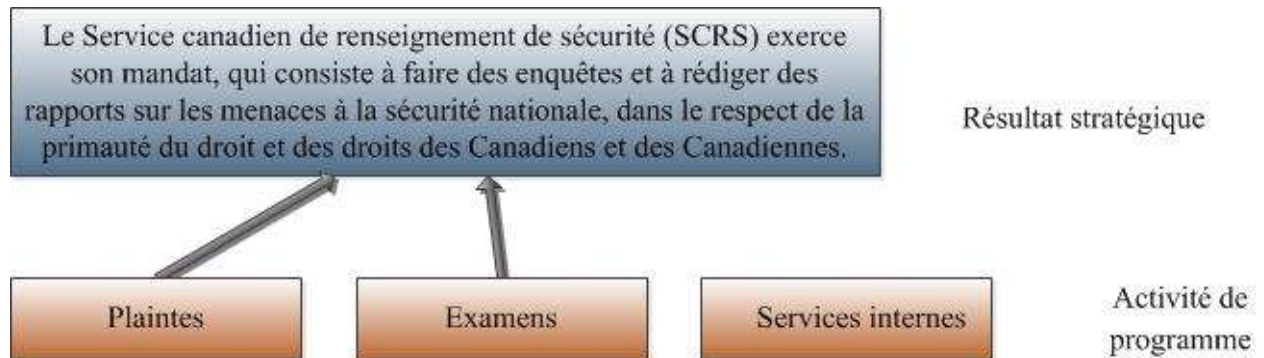 Le Service canadien de renseignement de sécurité (SCRS) exerce
son mandat, qui consiste à faire des enquêtes et à rédiger des
rapports sur les menaces à la sécurité nationale, dans le respect de la
primauté du droit et des droits des Canadiens et des Canadiennes.
Résultat stratégique
Plaintes
Examens
Services internes
Activité de
programme